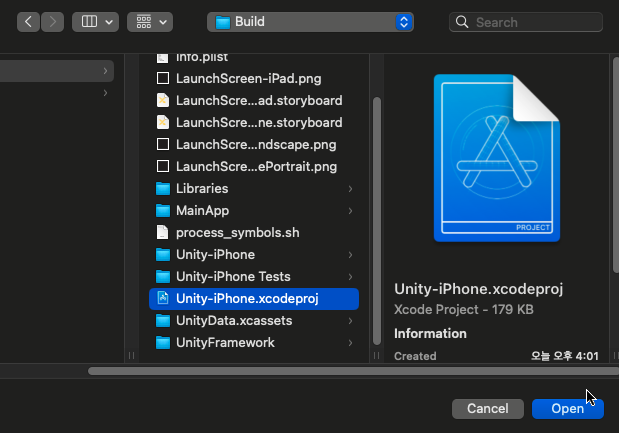 Build
Search
info.plist
LaunchScreen-iPad.png
LaunchScre...ad.storyboard
LaunchScre...ne.storyboard
LaunchScre...ndscape.png
LaunchScre...ePortrait.png
Libraries
MainApp
process_symbols.sh
Unity-iPhone
Unity-iPhone Tests
Unity-iPhone.xcodeproj
UnityData.xcassets
UnityFramework
PROJECT
Unity-iPhone.xcodeproj
Xcode Project - 179 KB
Information
Created 오늘 오후 4:01
Cancel
Open